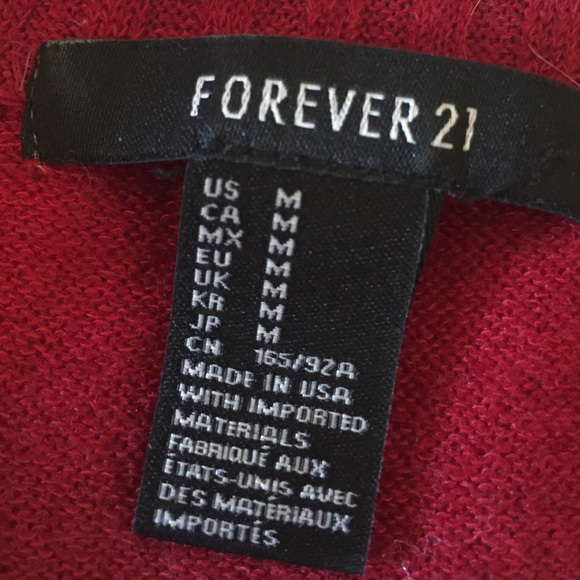 FOREVER 21
US M
CA M
MX M
EU M
UK M
KR M
JP M
CN 165/92A
MADE IN USA
WITH IMPORTED
MATERIALS
FABRIQUÉ AUX
ÉTATS-UNIS AVEC
DES MATÉRIAUX
IMPORTÉS